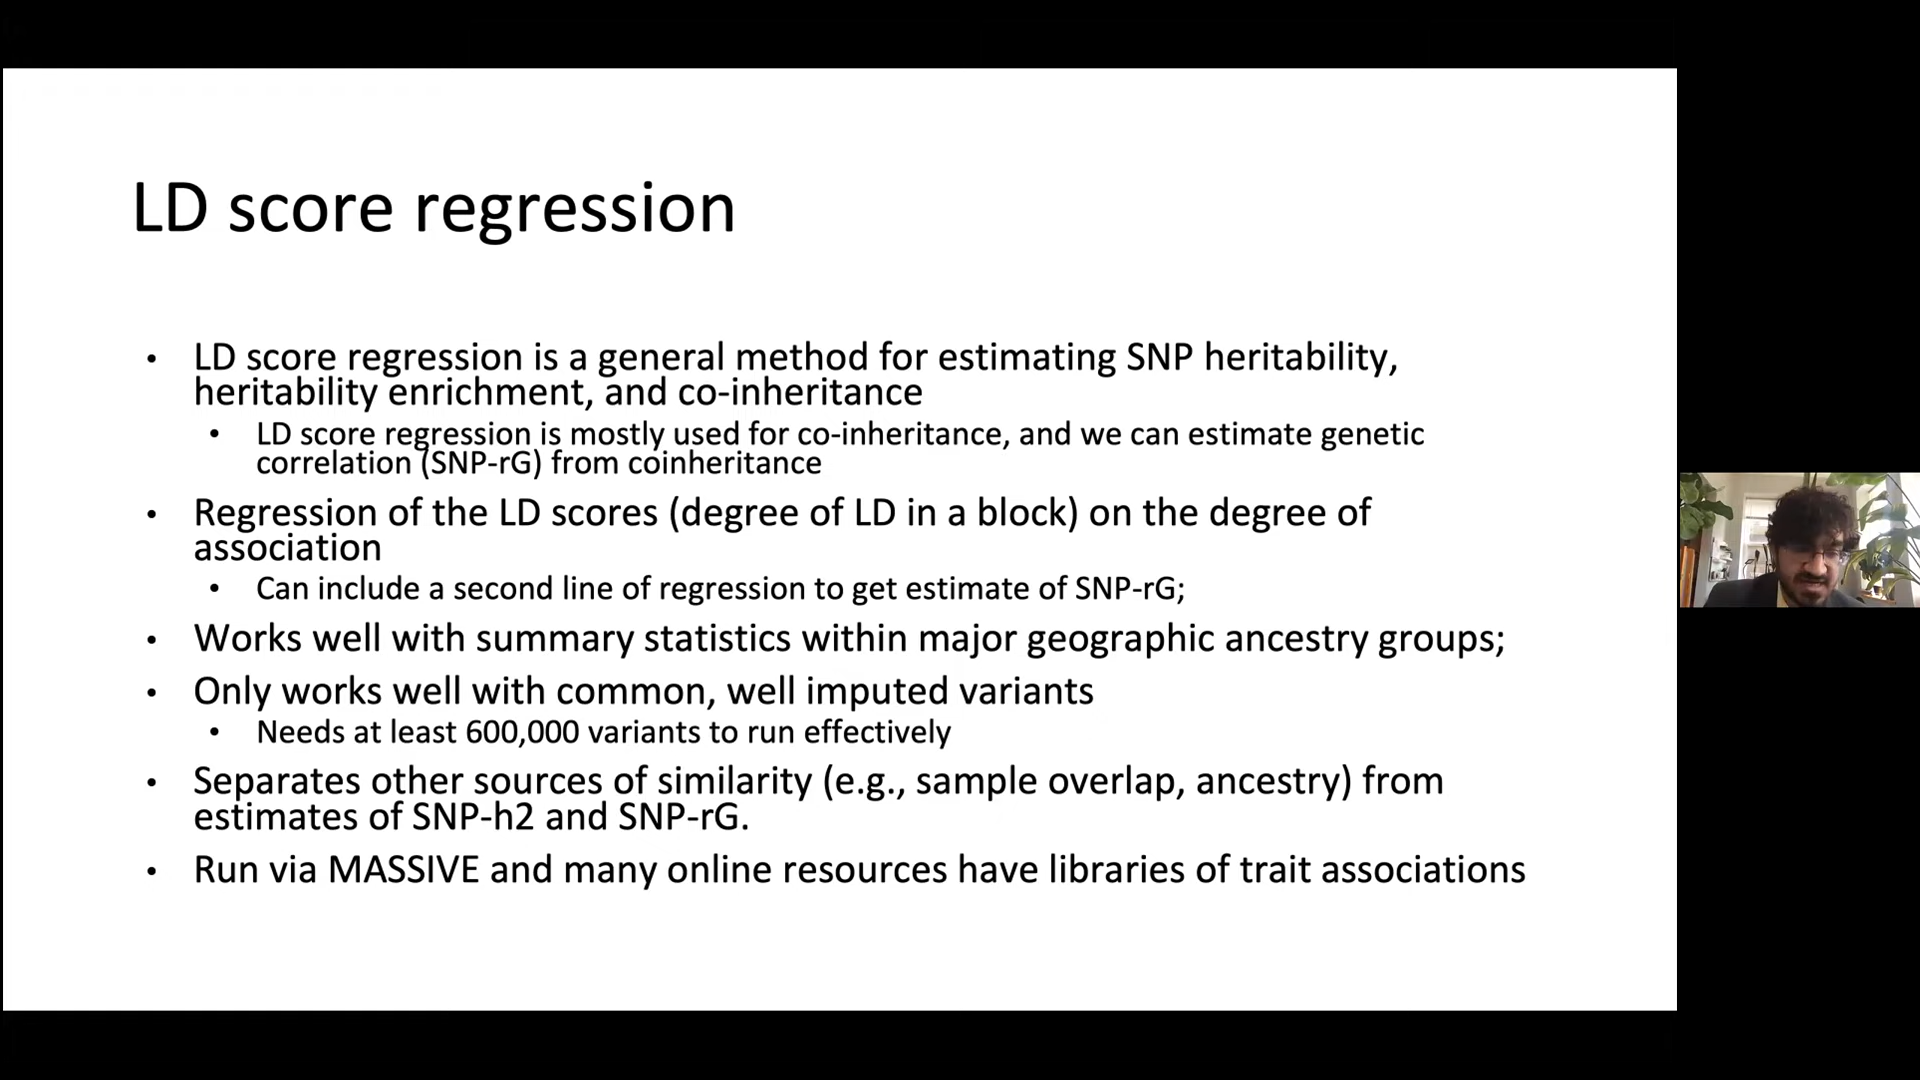 LD score regression
• LD score regression is a general method for estimating SNP heritability,
heritability enrichment, and co-inheritance
• LD score regression is mostly used for co-inheritance, and we can estimate genetic
correlation (SNP-rG) from coinheritance
• Regression of the LD scores (degree of LD in a block) on the degree of
association
• Can include a second line of regression to get estimate of SNP-rG;
• Works well with summary statistics within major geographic ancestry groups;
• Only works well with common, well imputed variants
• Needs at least 600,000 variants to run effectively
• Separates other sources of similarity (e.g., sample overlap, ancestry) from
estimates of SNP-h2 and SNP-rG.
• Run via MASSIVE and many online resources have libraries of trait associations